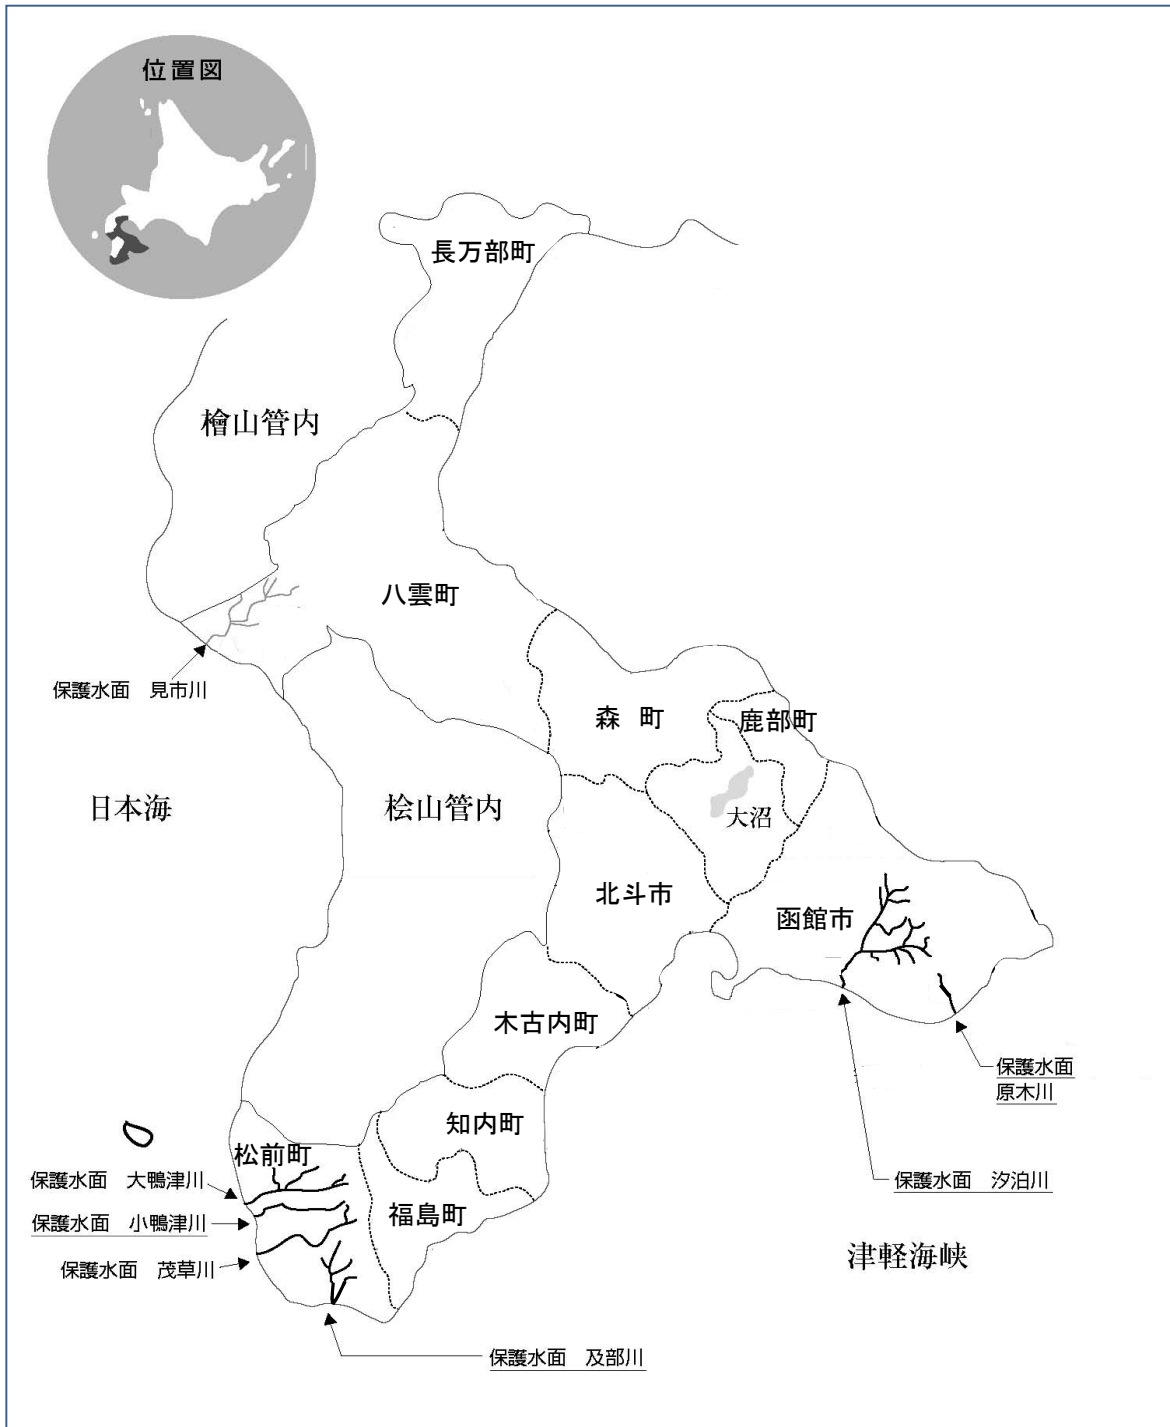 位置図
長万部町
檜山管内
八雲町
保護水面 見市川
森 町
鹿部町
日本海
桧山管内
大沼
北斗市
函館市
木古内町
保護水面
原木川
知内町
松前町
保護水面 大鴨津川
保護水面 汐泊川
福島町
保護水面 小鴨津川
津軽海峡
保護水面 茂草川
保護水面 及部川